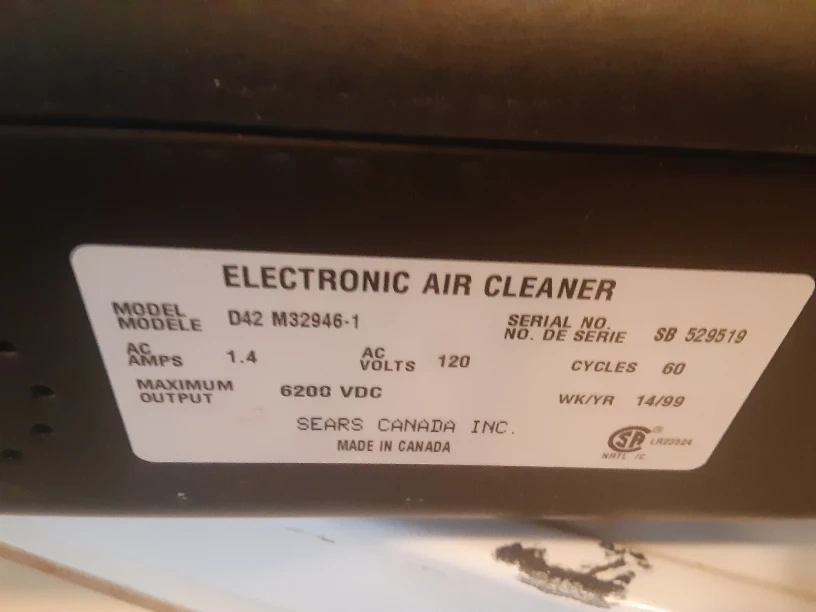 ELECTRONIC AIR CLEANER
MODEL
MODELE D42 M32946-1
SERIAL NO.
NO. DE SERIE SB 529519
AC
AMPS 1.4
AC
VOLTS 120
CYCLES 60
MAXIMUM
OUTPUT 6200 VDC
WK/YR 14/99
SEARS CANADA INC.
MADE IN CANADA
SA ®
NRTL /C